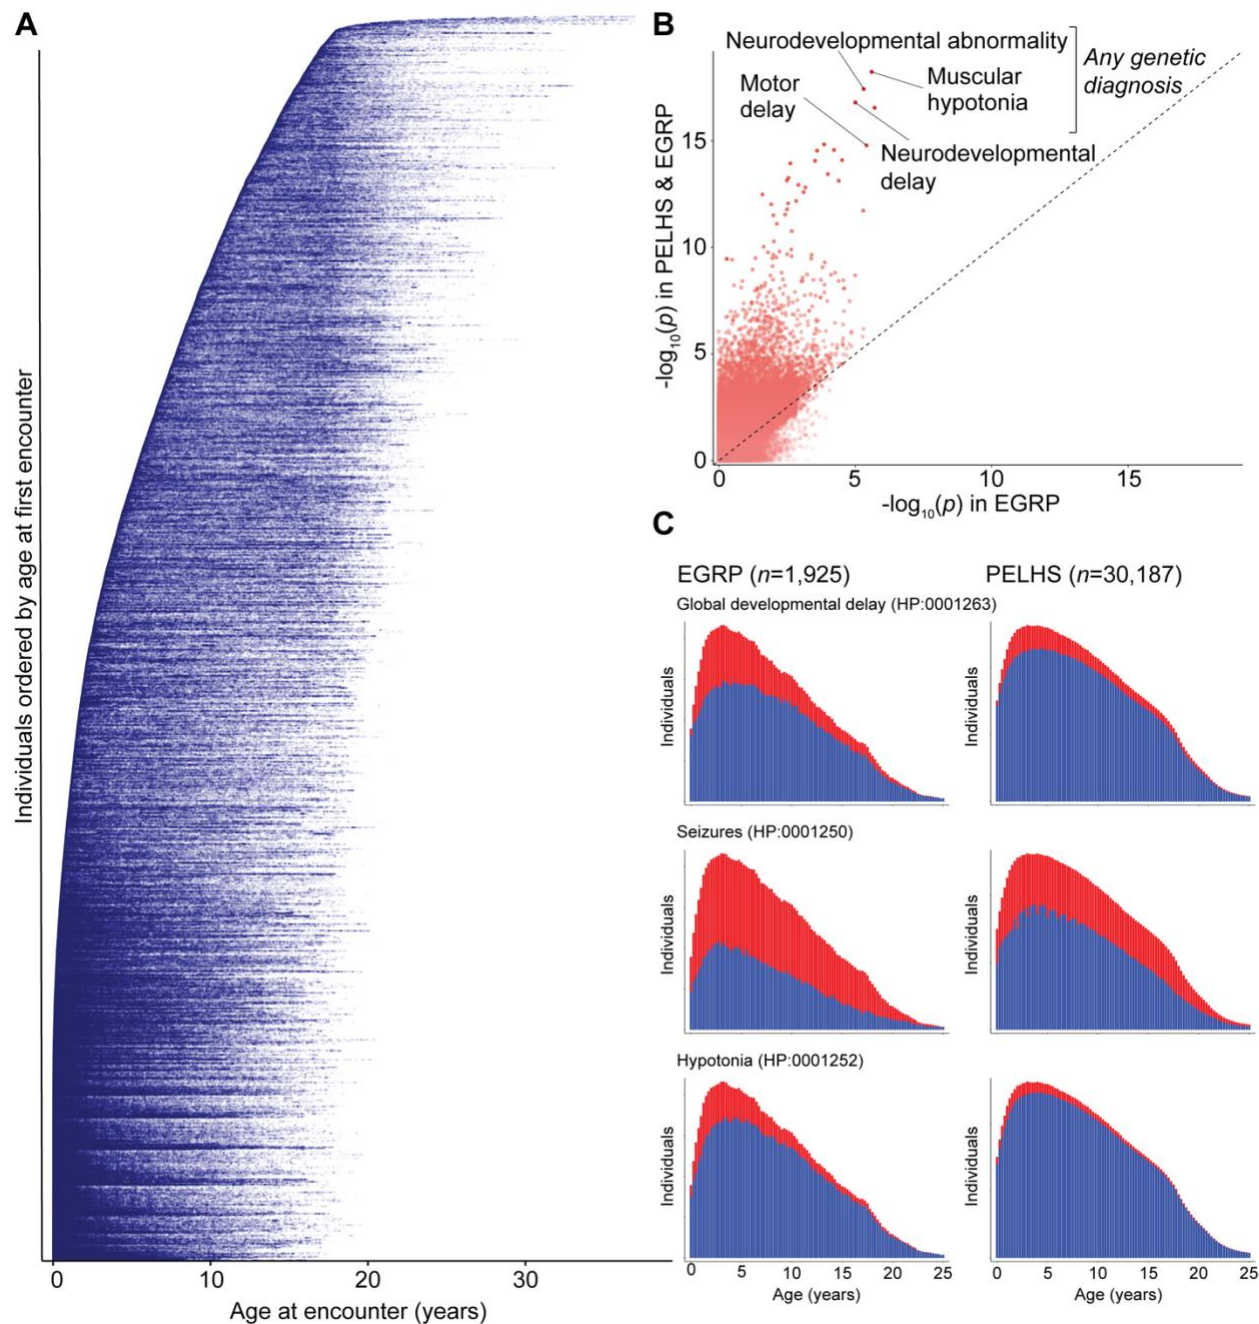 A
Individuals ordered by age at first encounter
0
10
20
30
Age at encounter (years)
B
Neurodevelopmental abnormality
Muscular
hypotonia
Any genetic
diagnosis
Motor
delay
Neurodevelopmental
delay
-log10(p) in PELHS & EGRP
15
10
5
0
0
5
10
15
-log10(p) in EGRP
C
EGRP (n=1,925)
PELHS (n=30,187)
Global developmental delay (HP:0001263)
Individuals
Individuals
Seizures (HP:0001250)
Individuals
Individuals
Hypotonia (HP:0001252)
Individuals
Individuals
0
5
10
15
20
25
0
5
10
15
20
25
Age (years)
Age (years)